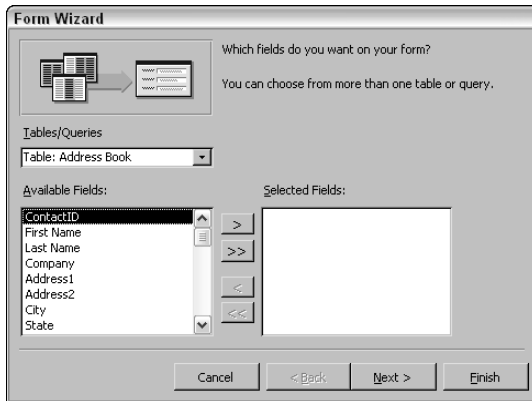 Form Wizard
Which fields do you want on your form?
You can choose from more than one table or query.
Tables/Queries
Table: Address Book
Available Fields:
Selected Fields:
ContactID
First Name
Last Name
Company
Address1
Address2
City
State
>
>>
<
<<
Cancel
< Back
Next >
Finish